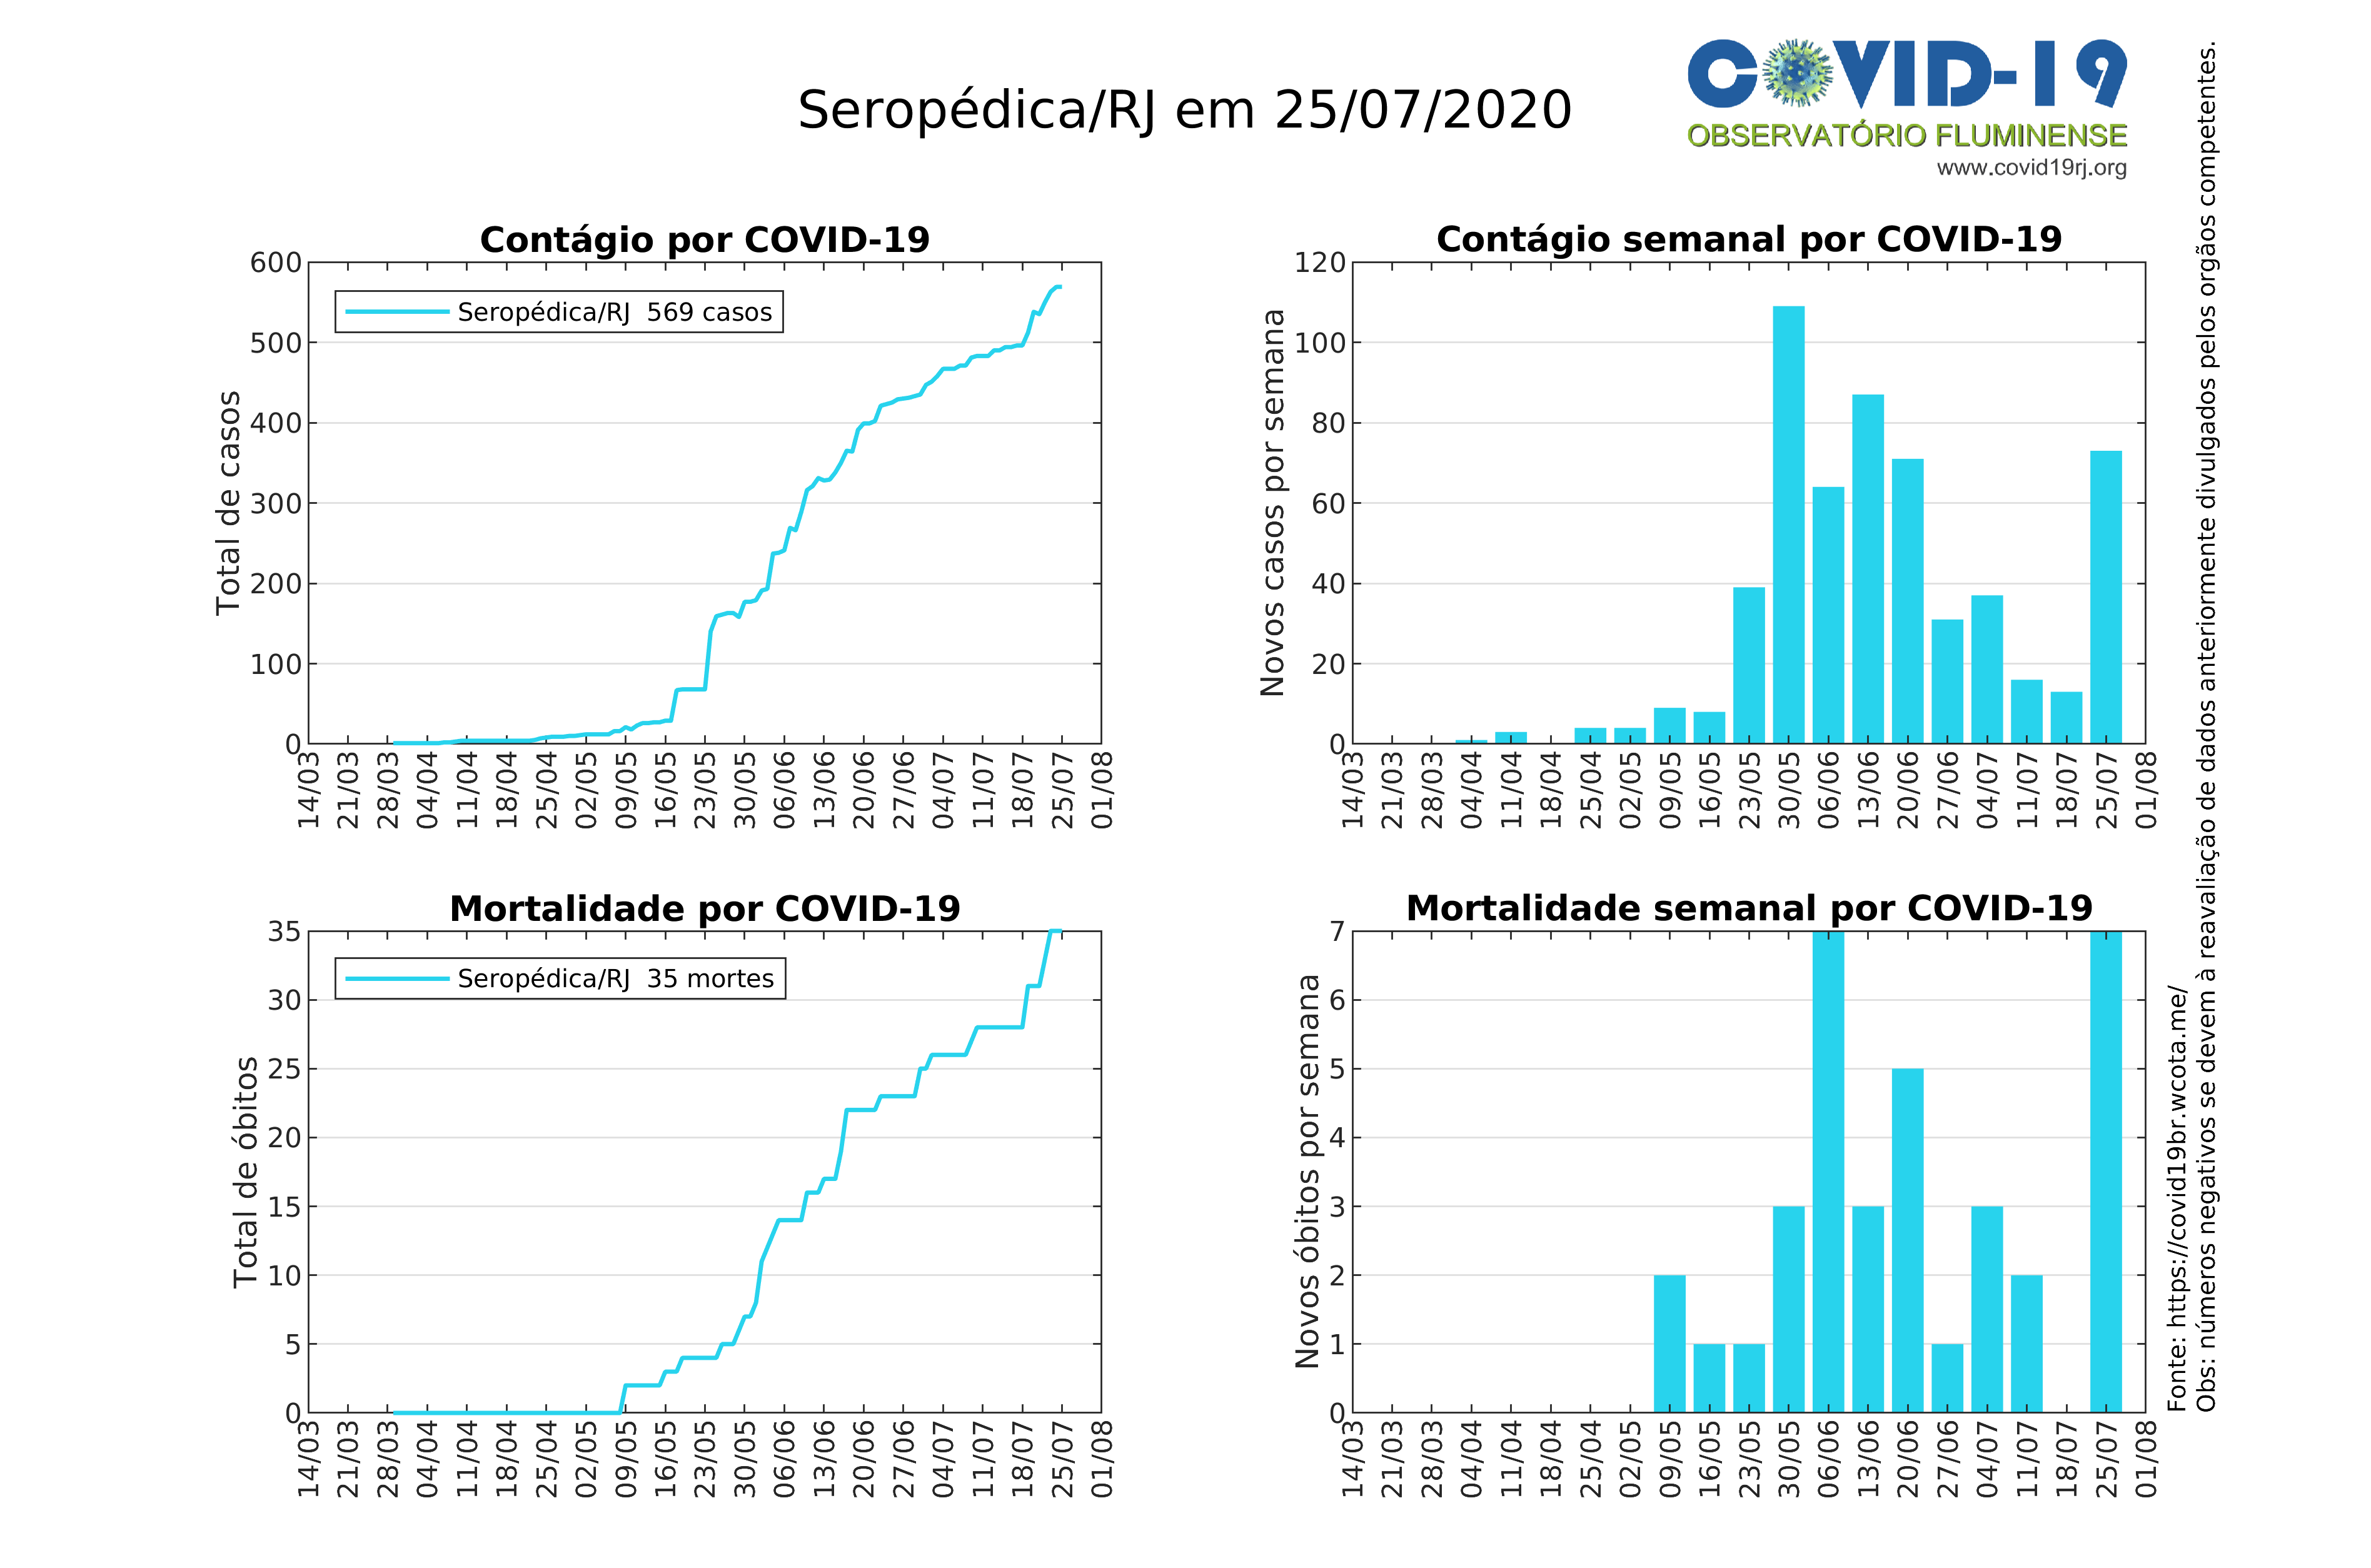 Seropédica/RJ em 25/07/2020
COVID-19
OBSERVATÓRIO FLUMINENSE
www.covid19rj.org
Contágio por COVID-19
Total de casos
600
500
400
300
200
100
0
Seropédica/RJ 569 casos
14/03 21/03 28/03 04/04 11/04 18/04 25/04 02/05 09/05 16/05 23/05 30/05 06/06 13/06 20/06 27/06 04/07 11/07 18/07 25/07 01/08
Contágio semanal por COVID-19
Novos casos por semana
120
100
80
60
40
20
0
14/03 21/03 28/03 04/04 11/04 18/04 25/04 02/05 09/05 16/05 23/05 30/05 06/06 13/06 20/06 27/06 04/07 11/07 18/07 25/07 01/08
Mortalidade por COVID-19
Total de óbitos
35
30
25
20
15
10
5
0
Seropédica/RJ 35 mortes
14/03 21/03 28/03 04/04 11/04 18/04 25/04 02/05 09/05 16/05 23/05 30/05 06/06 13/06 20/06 27/06 04/07 11/07 18/07 25/07 01/08
Mortalidade semanal por COVID-19
Novos óbitos por semana
7
6
5
4
3
2
1
0
14/03 21/03 28/03 04/04 11/04 18/04 25/04 02/05 09/05 16/05 23/05 30/05 06/06 13/06 20/06 27/06 04/07 11/07 18/07 25/07 01/08
Fonte: https://covid19br.wcota.me/
Obs: números negativos se devem à reavaliação de dados anteriormente divulgados pelos orgãos competentes.